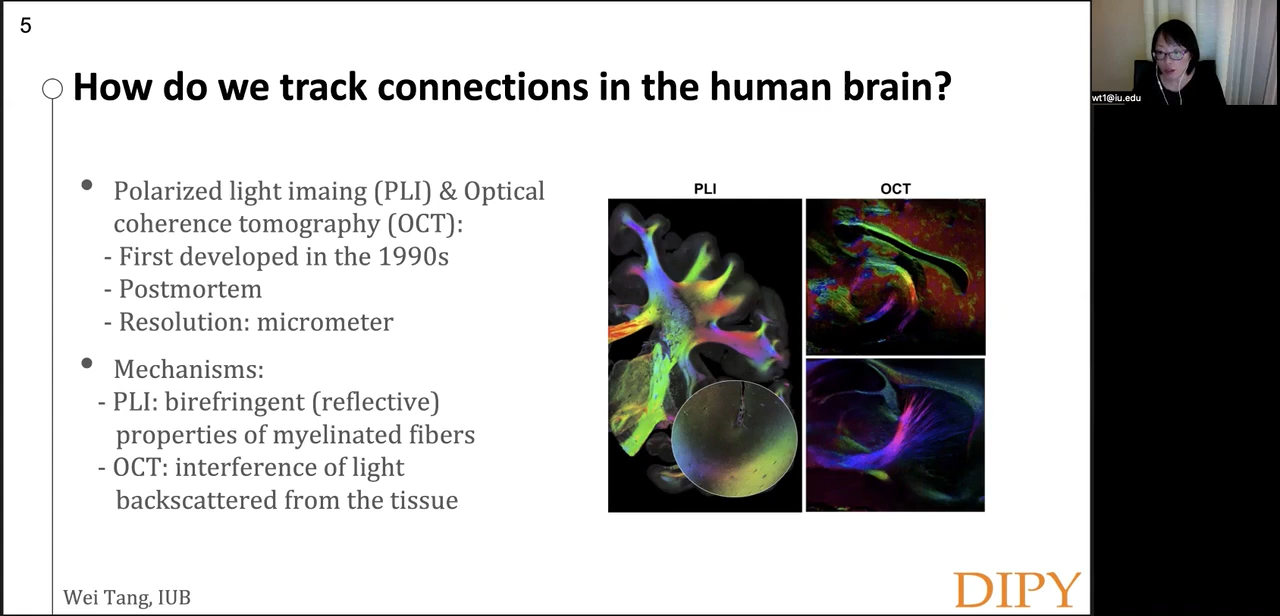 5
How do we track connections in the human brain?
• Polarized light imaing (PLI) & Optical
coherence tomography (OCT):
- First developed in the 1990s
- Postmortem
- Resolution: micrometer
• Mechanisms:
- PLI: birefringent (reflective)
properties of myelinated fibers
- OCT: interference of light
backscattered from the tissue
PLI
OCT
Wei Tang, IUB
DIPY
wt1@iu.edu